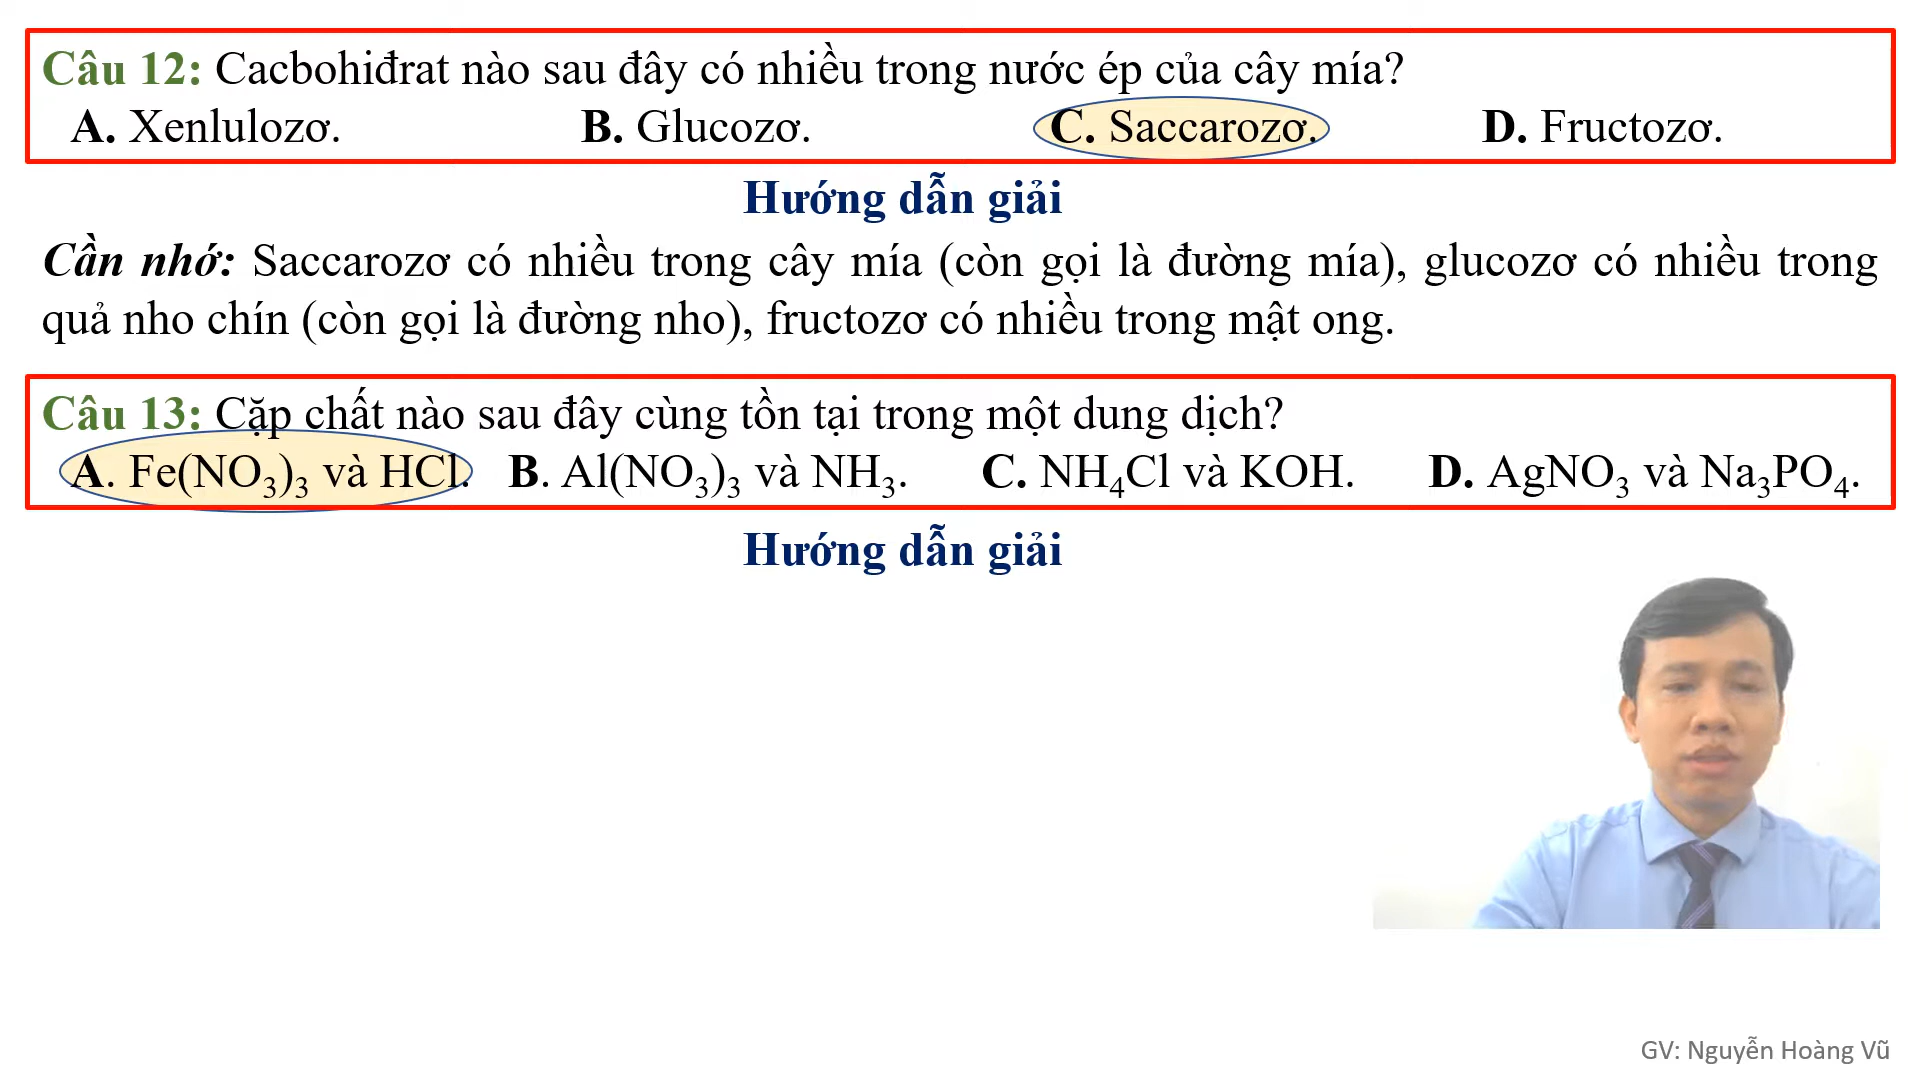 Câu 12: Cacbohiđrat nào sau đây có nhiều trong nước ép của cây mía?
A. Xenlulozơ. B. Glucozơ. C. Saccarozơ. D. Fructozơ.
Hướng dẫn giải
Cần nhớ: Saccarozơ có nhiều trong cây mía (còn gọi là đường mía), glucozơ có nhiều trong
quả nho chín (còn gọi là đường nho), fructozơ có nhiều trong mật ong.
Câu 13: Cặp chất nào sau đây cùng tồn tại trong một dung dịch?
A. Fe(NO₃)₃ và HCl. B. Al(NO₃)₃ và NH₃. C. NH₄Cl và KOH. D. AgNO₃ và Na₃PO₄.
Hướng dẫn giải
GV: Nguyễn Hoàng Vũ